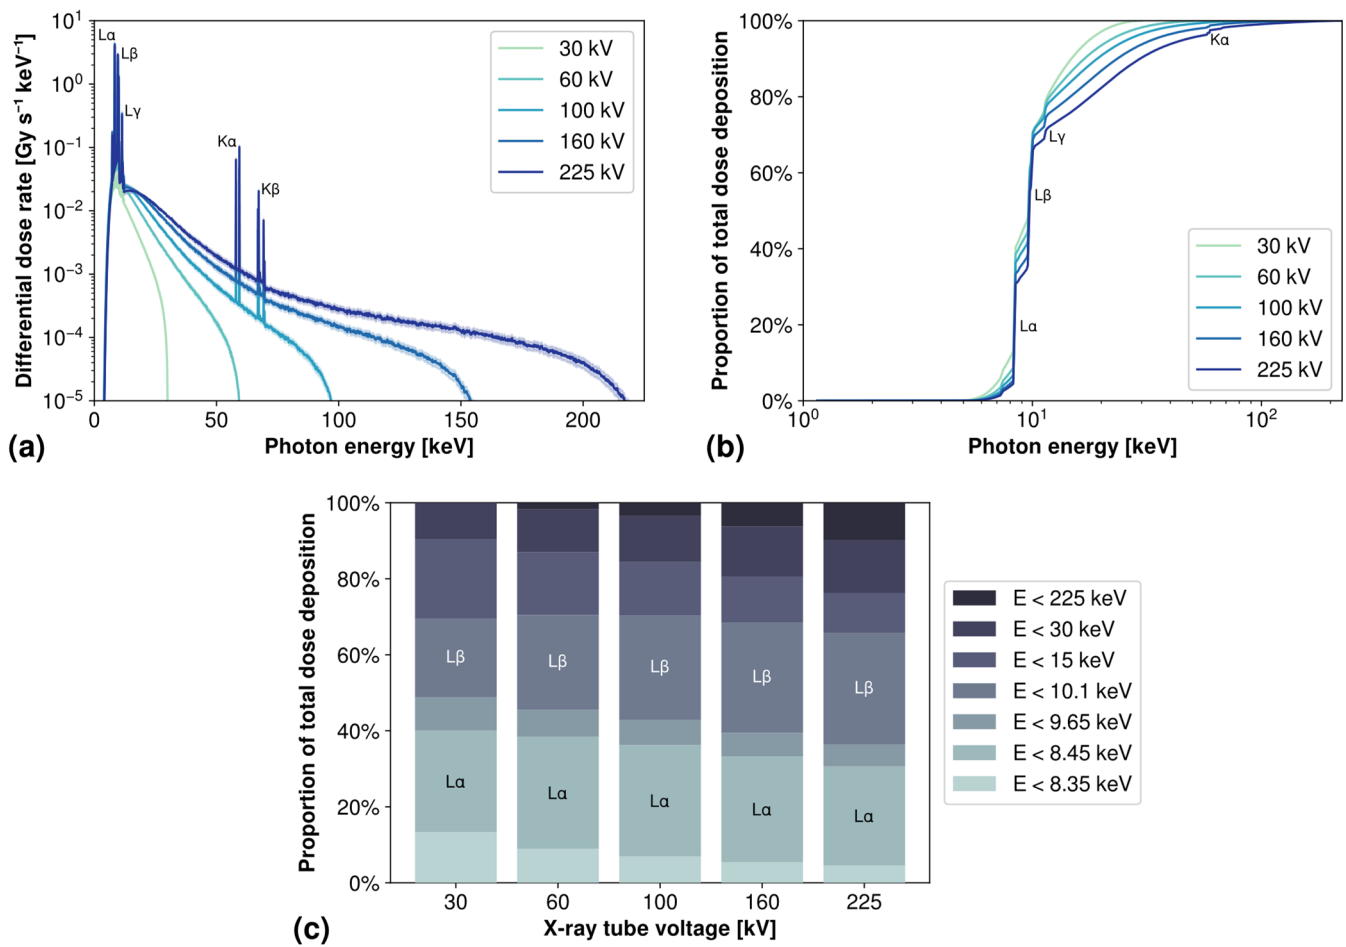 Differential dose rate [Gy s⁻¹ keV⁻¹]
10¹
10⁰
10⁻¹
10⁻²
10⁻³
10⁻⁴
10⁻⁵
Lα
Lβ
Lγ
Kα
Kβ
30 kV
60 kV
100 kV
160 kV
225 kV
0 50 100 150 200
Photon energy [keV]
(a)
Proportion of total dose deposition
100%
80%
60%
40%
20%
0%
Kα
Lγ
Lβ
Lα
30 kV
60 kV
100 kV
160 kV
225 kV
10⁰ 10¹ 10²
Photon energy [keV]
(b)
Proportion of total dose deposition
100%
80%
60%
40%
20%
0%
Lβ Lβ Lβ Lβ Lβ
Lα Lα Lα Lα Lα
30 60 100 160 225
X-ray tube voltage [kV]
(c)
E < 225 keV
E < 30 keV
E < 15 keV
E < 10.1 keV
E < 9.65 keV
E < 8.45 keV
E < 8.35 keV